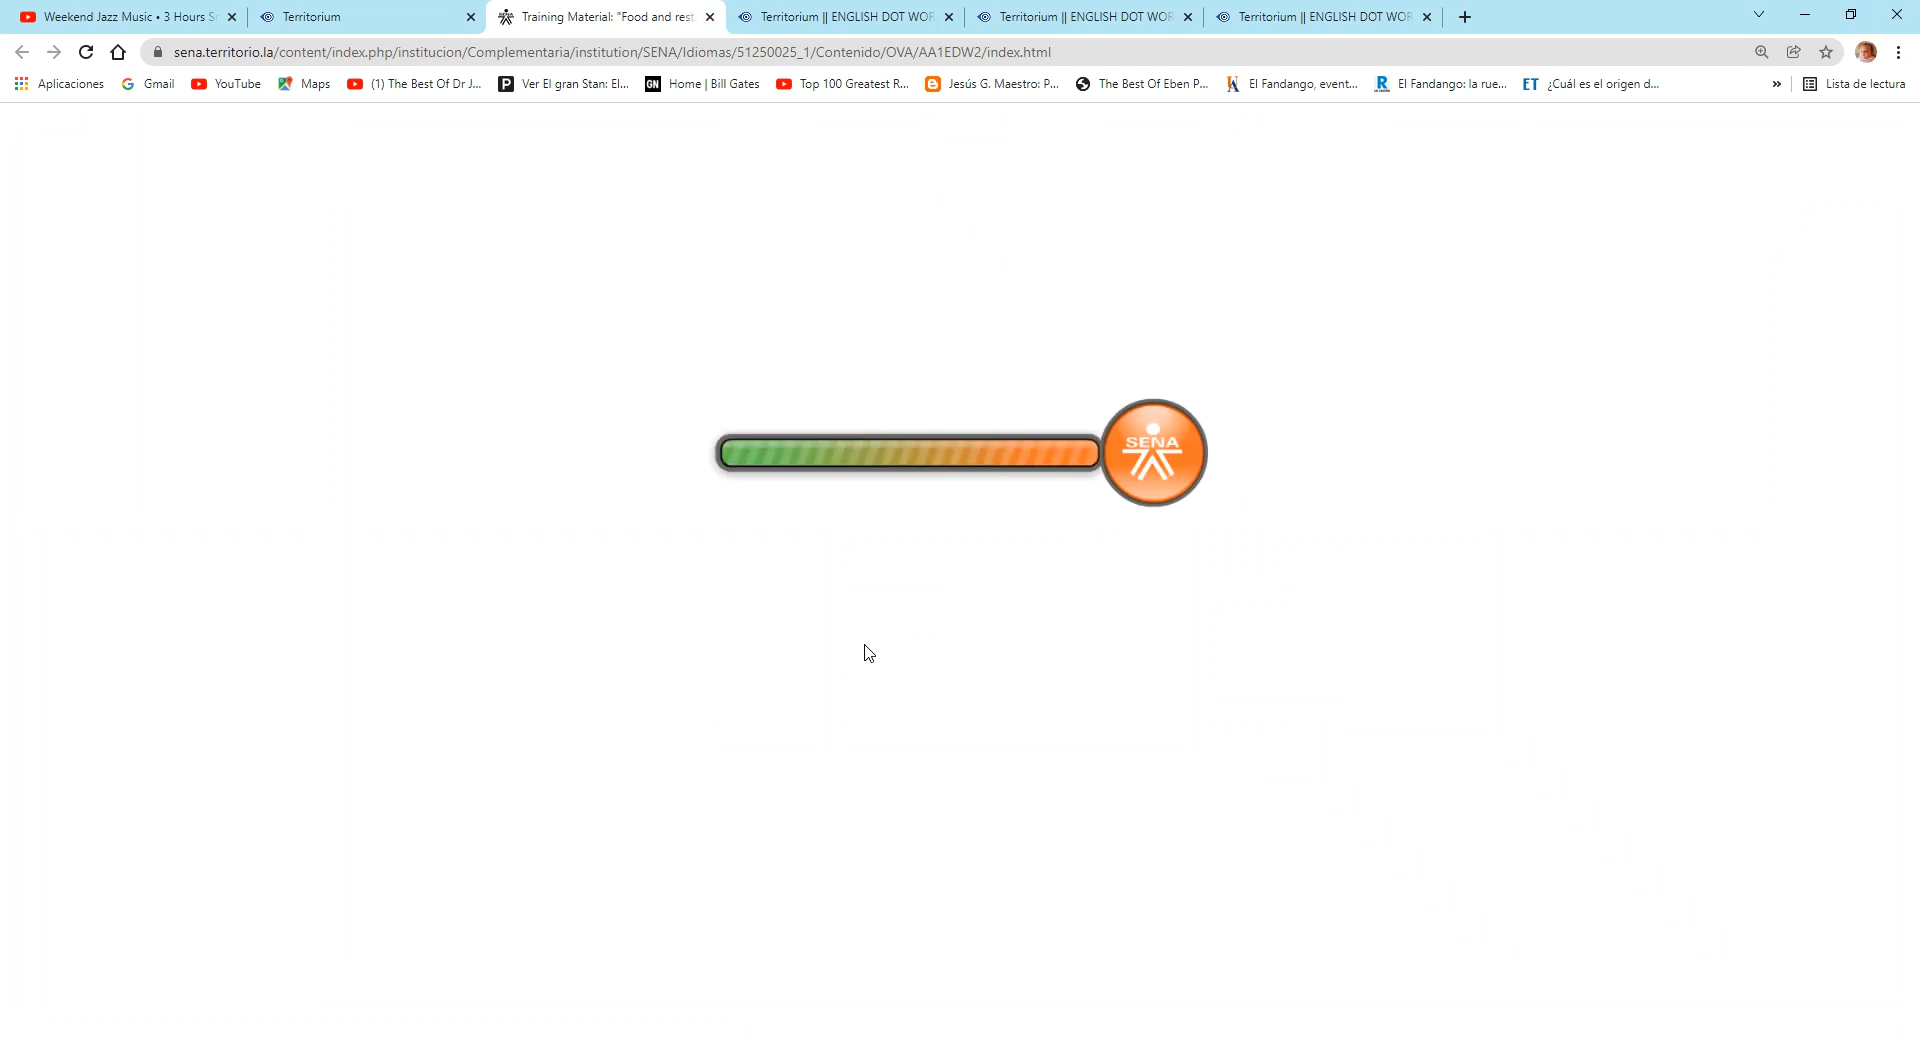 Weekend Jazz Music • 3 Hours S
Territorium
Training Material: "Food and rest
Territorium || ENGLISH DOT WOR
Territorium || ENGLISH DOT WOR
Territorium || ENGLISH DOT WOR
sena.territorio.la/content/index.php/institucion/Complementaria/institution/SENA/Idiomas/51250025_1/Contenido/OVA/AA1EDW2/index.html
Aplicaciones
Gmail
YouTube
Maps
(1) The Best Of Dr J...
Ver El gran Stan: El...
GN Home | Bill Gates
Top 100 Greatest R...
Jesús G. Maestro: P...
The Best Of Eben P...
El Fandango, event...
El Fandango: la rue...
ET ¿Cuál es el origen d...
»
Lista de lectura
SENA